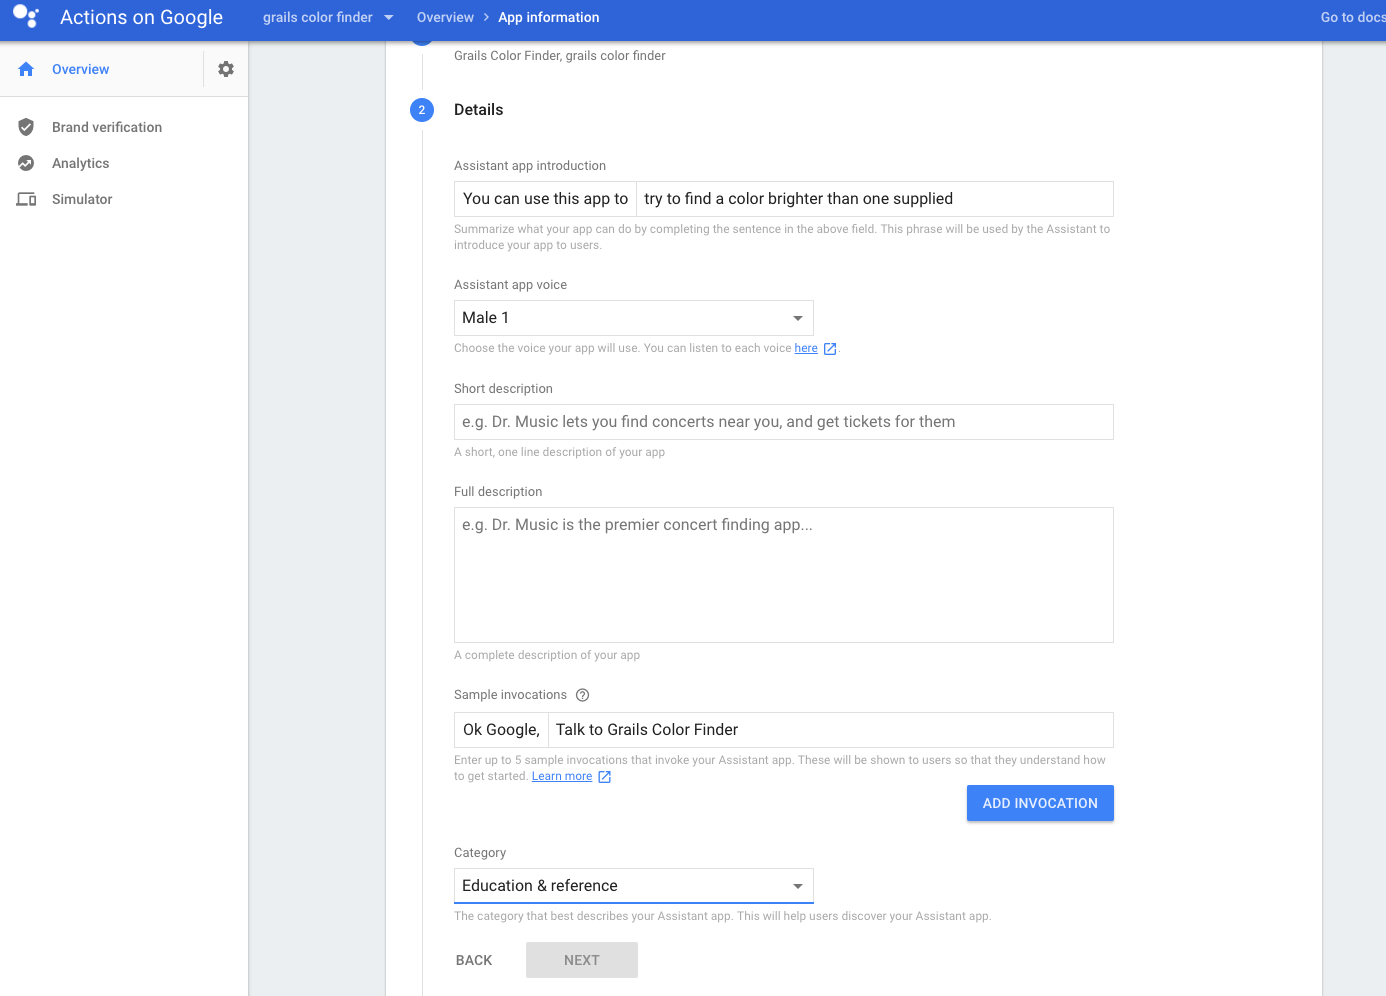 Actions on Google
grails color finder
Overview > App information
Go to docs
Overview
Brand verification
Analytics
Simulator
Grails Color Finder, grails color finder
2 Details
Assistant app introduction
You can use this app to try to find a color brighter than one supplied
Summarize what your app can do by completing the sentence in the above field. This phrase will be used by the Assistant to
introduce your app to users.
Assistant app voice
Male 1
Choose the voice your app will use. You can listen to each voice here .
Short description
e.g. Dr. Music lets you find concerts near you, and get tickets for them
A short, one line description of your app
Full description
e.g. Dr. Music is the premier concert finding app...
A complete description of your app
Sample invocations ?
Ok Google, Talk to Grails Color Finder
Enter up to 5 sample invocations that invoke your Assistant app. These will be shown to users so that they understand how
to get started. Learn more
ADD INVOCATION
Category
Education & reference
The category that best describes your Assistant app. This will help users discover your Assistant app.
BACK
NEXT